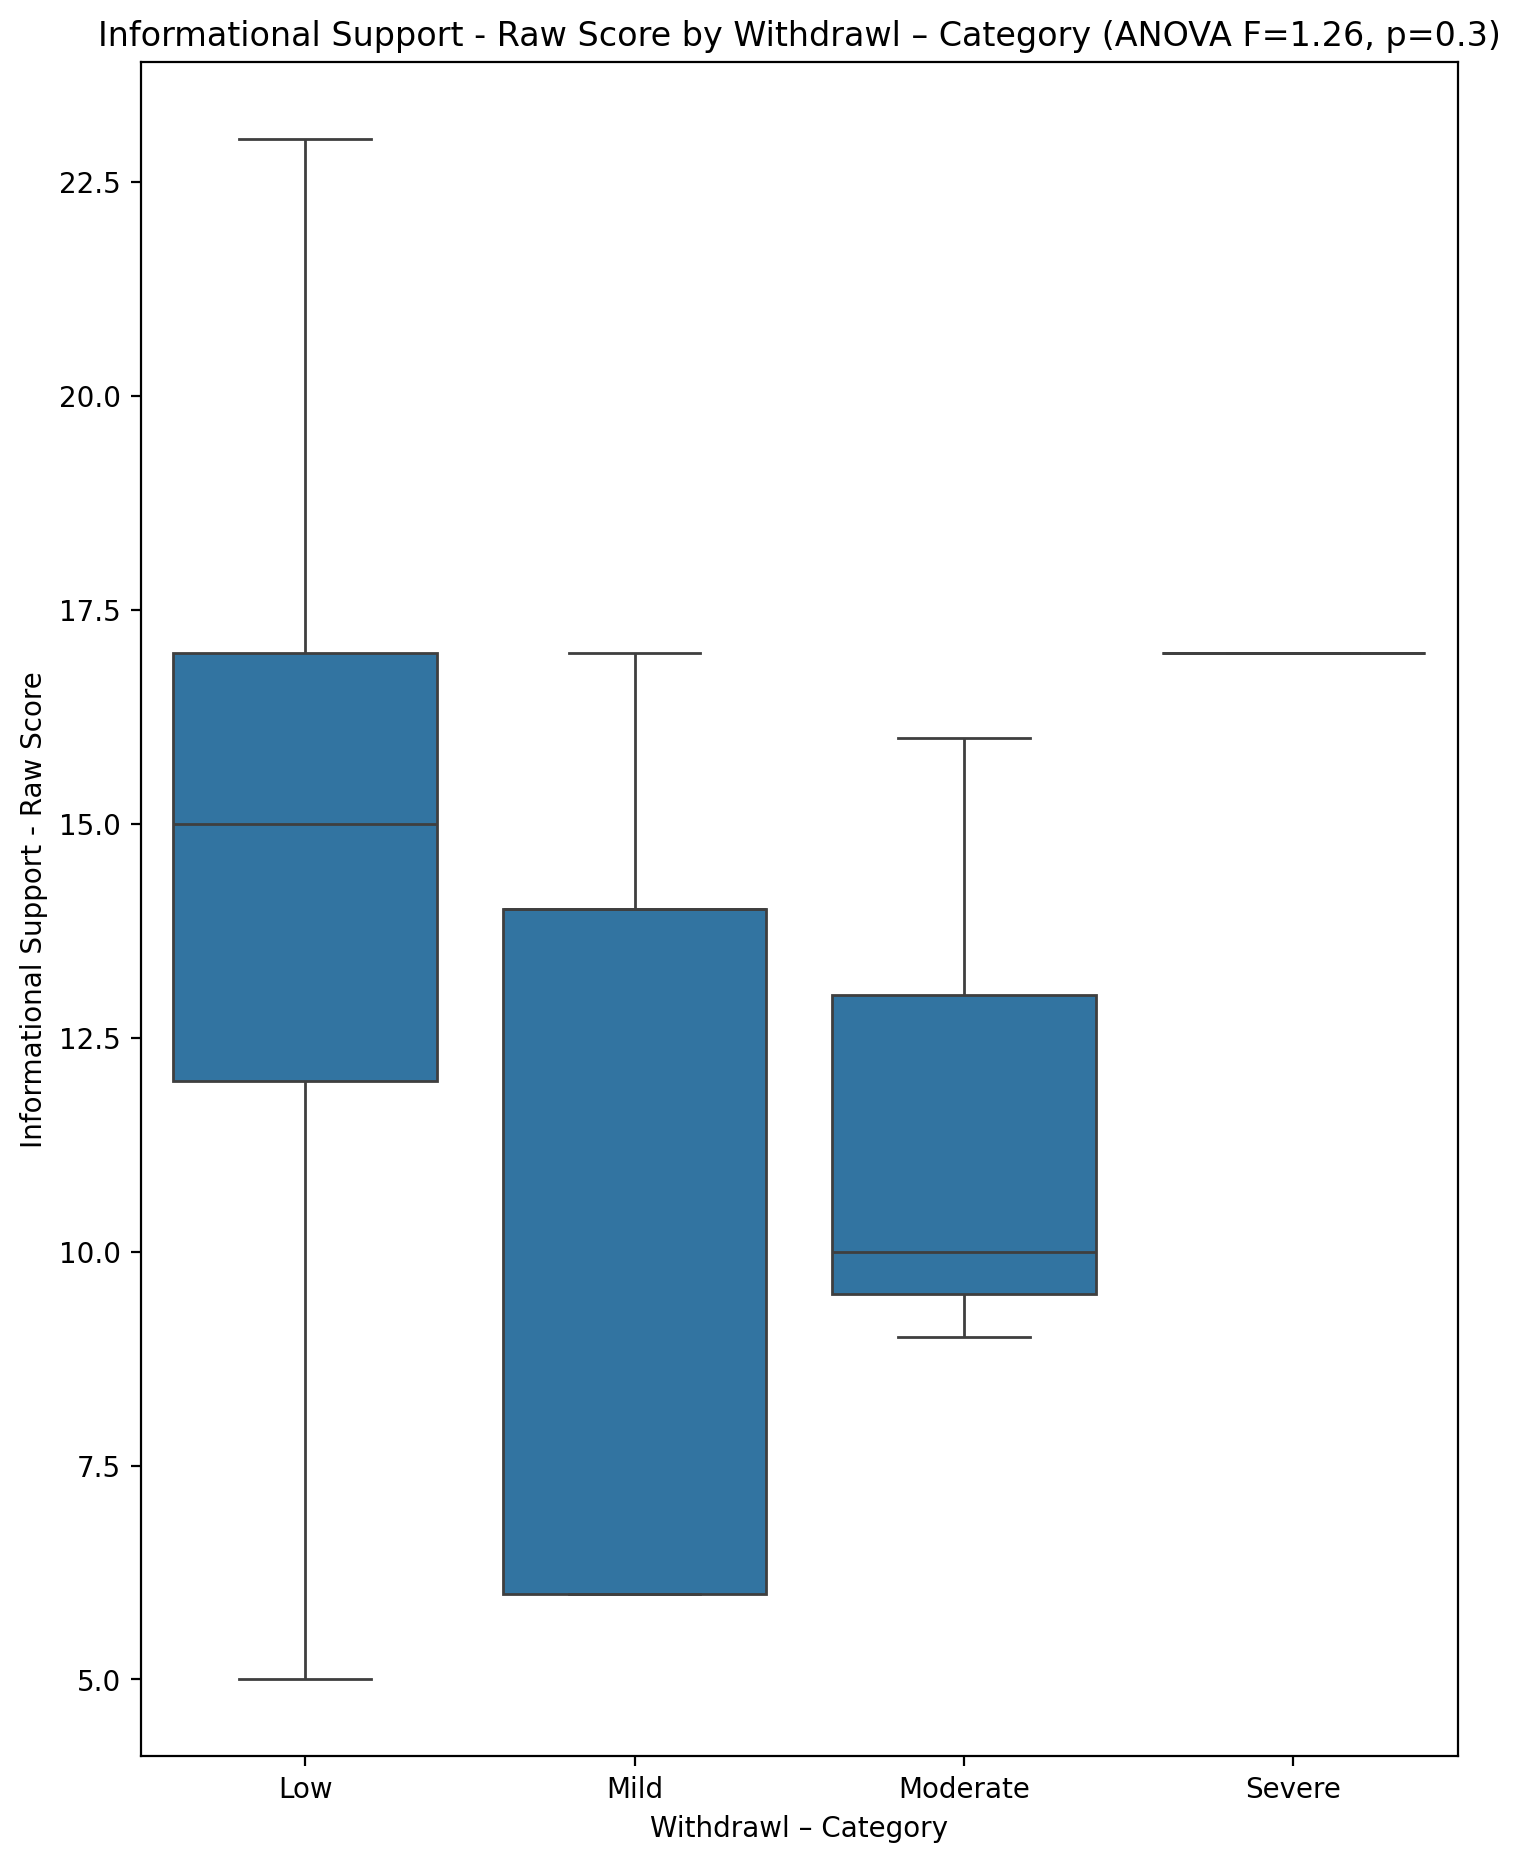 Informational Support - Raw Score by Withdrawl – Category (ANOVA F=1.26, p=0.3)
Informational Support - Raw Score
22.5
20.0
17.5
15.0
12.5
10.0
7.5
5.0
Low Mild Moderate Severe
Withdrawl – Category